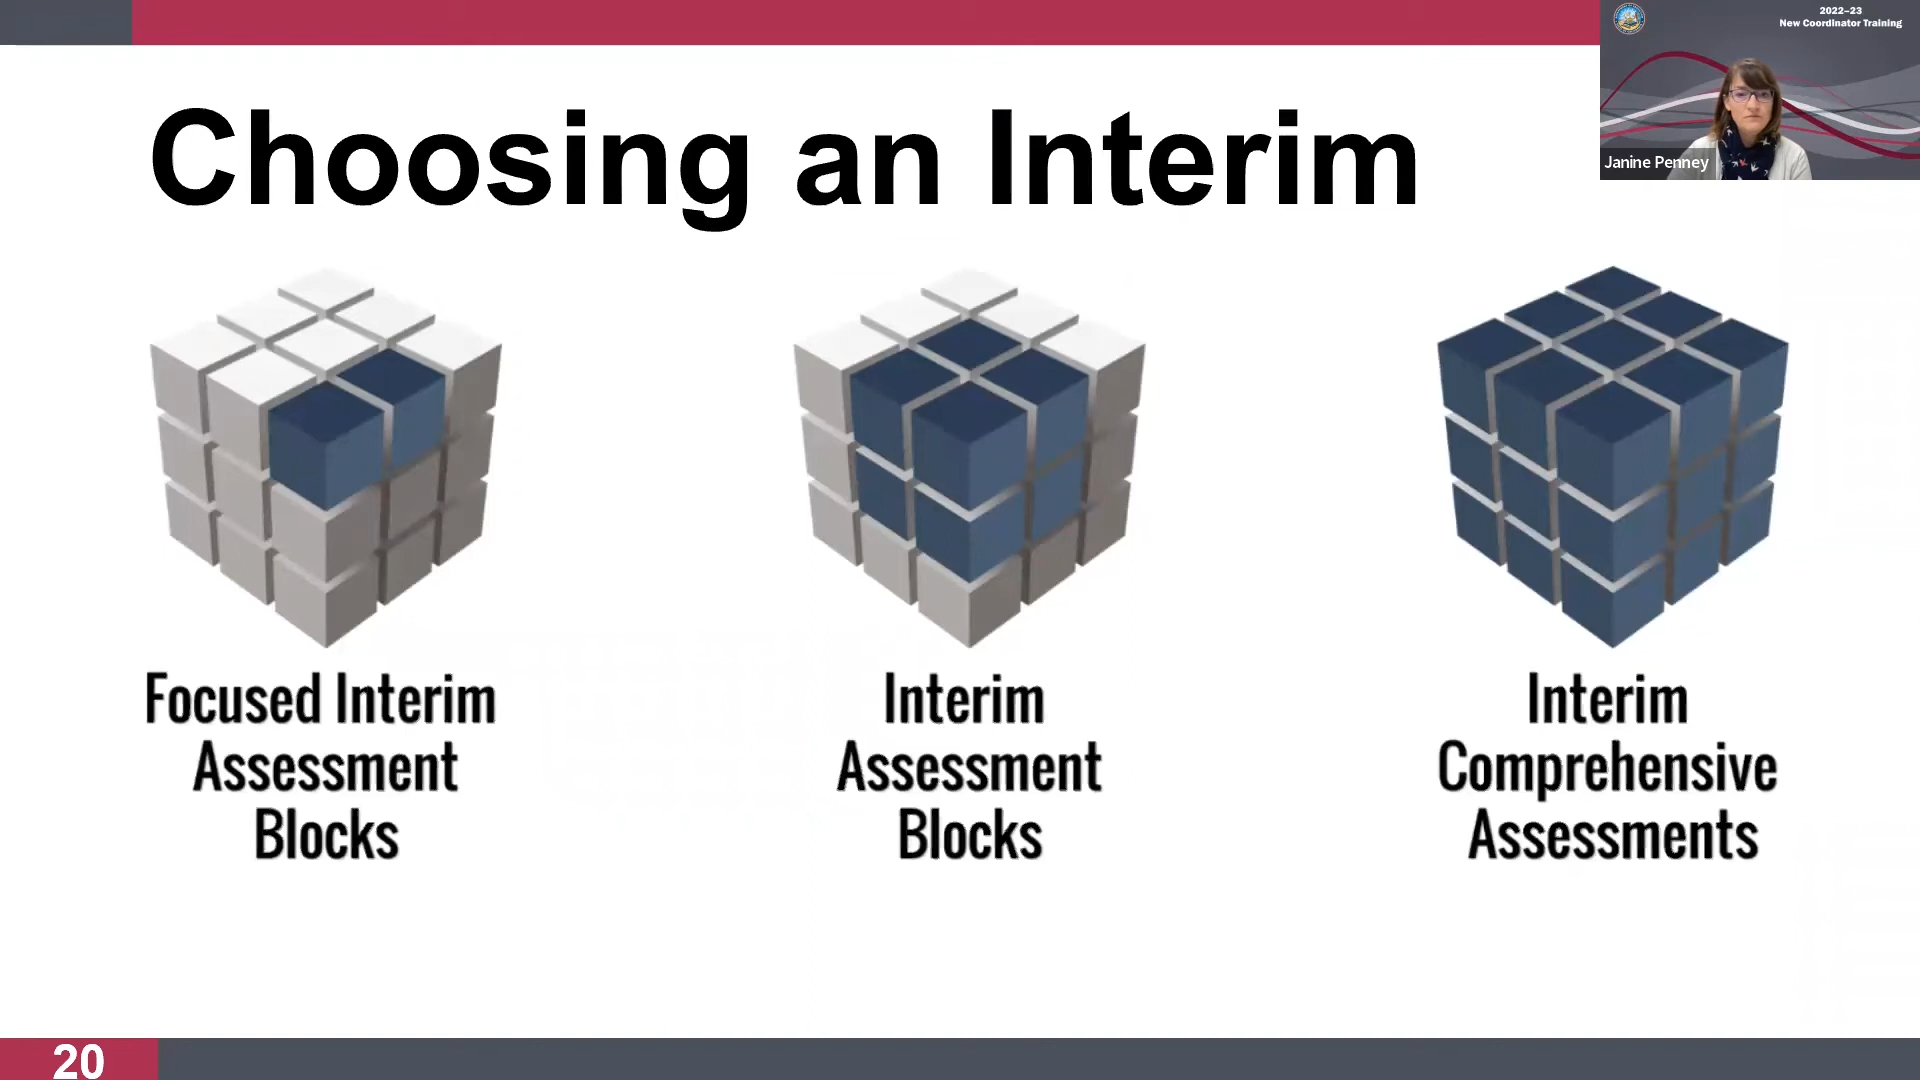 2022–23
New Coordinator Training
Choosing an Interim
Janine Penney
Focused Interim
Assessment
Blocks
Interim
Assessment
Blocks
Interim
Comprehensive
Assessments
20